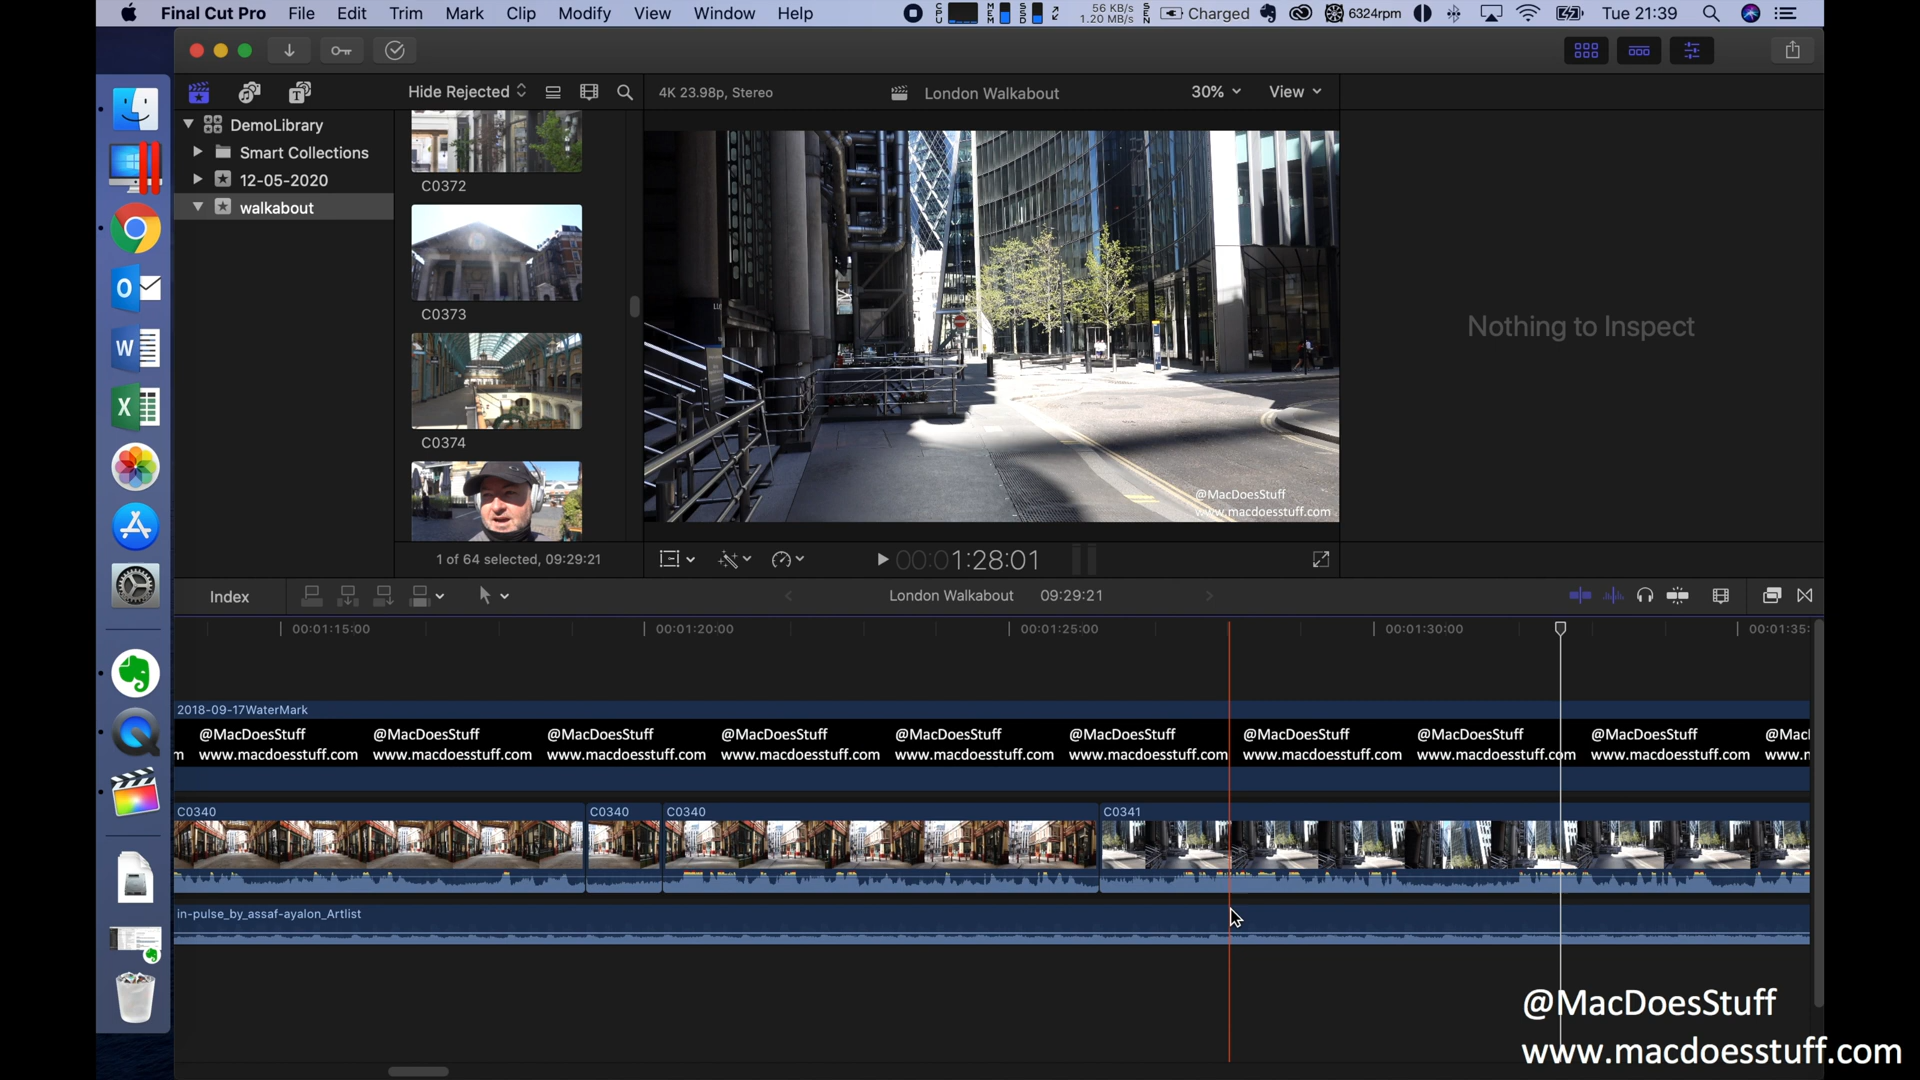 Final Cut Pro File Edit Trim Mark Clip Modify View Window Help
56 KB/s
1.20 MB/s
Charged 6324rpm Tue 21:39
Hide Rejected 4K 23.98p, Stereo London Walkabout 30% View
DemoLibrary
Smart Collections
12-05-2020
walkabout
C0372
C0373
C0374
1 of 64 selected, 09:29:21
@MacDoesStuff
www.macdoesstuff.com
00:01:28:01
Nothing to Inspect
Index London Walkabout 09:29:21
00:01:15:00 00:01:20:00 00:01:25:00 00:01:30:00 00:01:35:
2018-09-17WaterMark
@MacDoesStuff @MacDoesStuff @MacDoesStuff @MacDoesStuff @MacDoesStuff @MacDoesStuff @MacDoesStuff @MacDoesStuff @MacDoesStuff @Mac
m www.macdoesstuff.com www.macdoesstuff.com www.macdoesstuff.com www.macdoesstuff.com www.macdoesstuff.com www.macdoesstuff.com www.macdoesstuff.com www.macdoesstuff.com www.macdoesstuff.com www.m
C0340 C0340 C0340 C0341
in-pulse_by_assaf-ayalon_Artlist
@MacDoesStuff
www.macdoesstuff.com